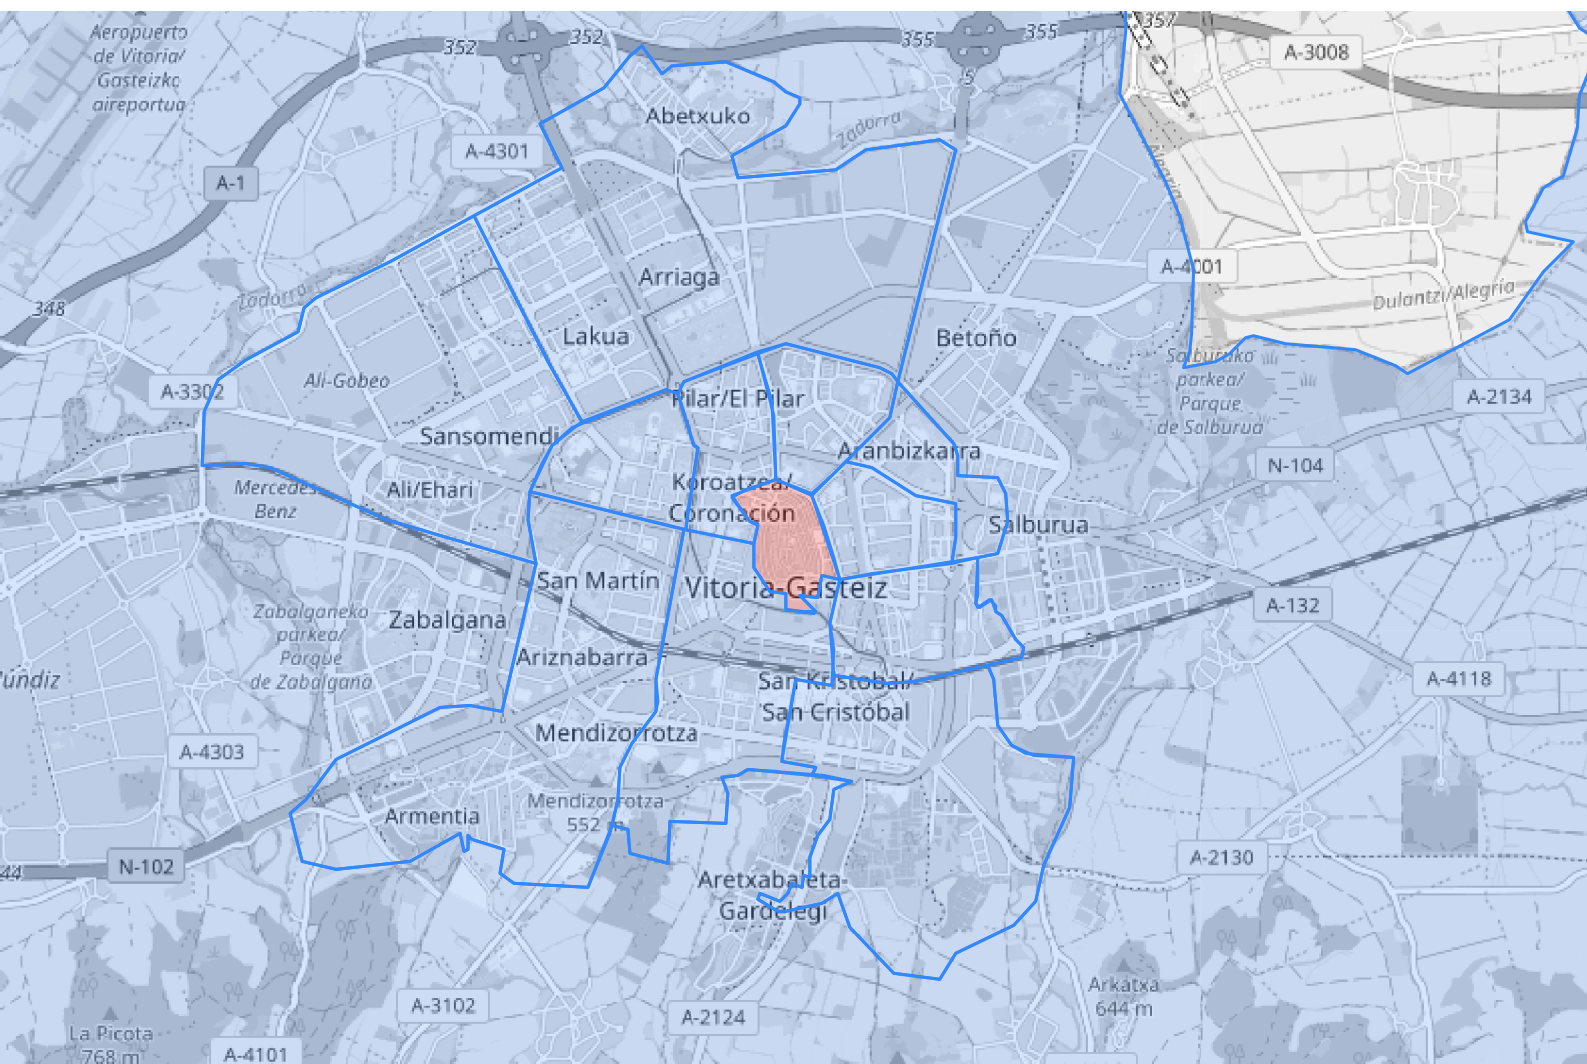 357
Aeropuerto
de Vitoria/
Gasteizko
aireportua
352
352
355
355
A-3008
5
Abetxuko
Zadorra
A-4301
A-1
Alegria
Arriaga
A-4001
Dulantzi/Alegría
Zadorra
348
Lakua
Betoño
Salburuko
parkea/
Parque
de Salburua
Ali-Gobeo
A-3302
Pilar/El Pilar
A-2134
Sansomendi
Aranbizkarra
N-104
Mercedes
Benz
Ali/Ehari
Koroatzea/
Coronación
Salburua
San Martín
Vitoria-Gasteiz
A-132
Zabalganeko
parkea/
Parque
de Zabalgana
Zabalgana
Ariznabarra
San Kristobal/
San Cristóbal
A-4118
Mendizorrotza
A-4303
Mendizorrotza
552 m
Armentia
N-102
44
A-2130
Aretxabaleta-
Gardelegi
A-3102
A-2124
Arkatxa
644 m
La Picota
768 m
A-4101